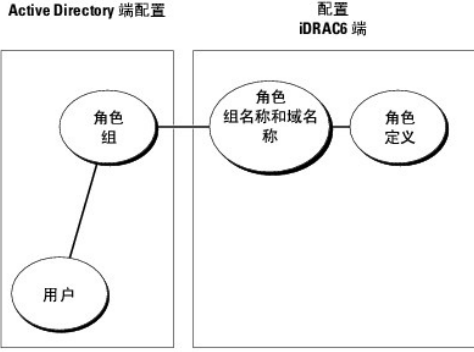 Active Directory 端配置
配置
iDRAC6 端
角色
组
角色
组名称和域名
称
角色
定义
用户